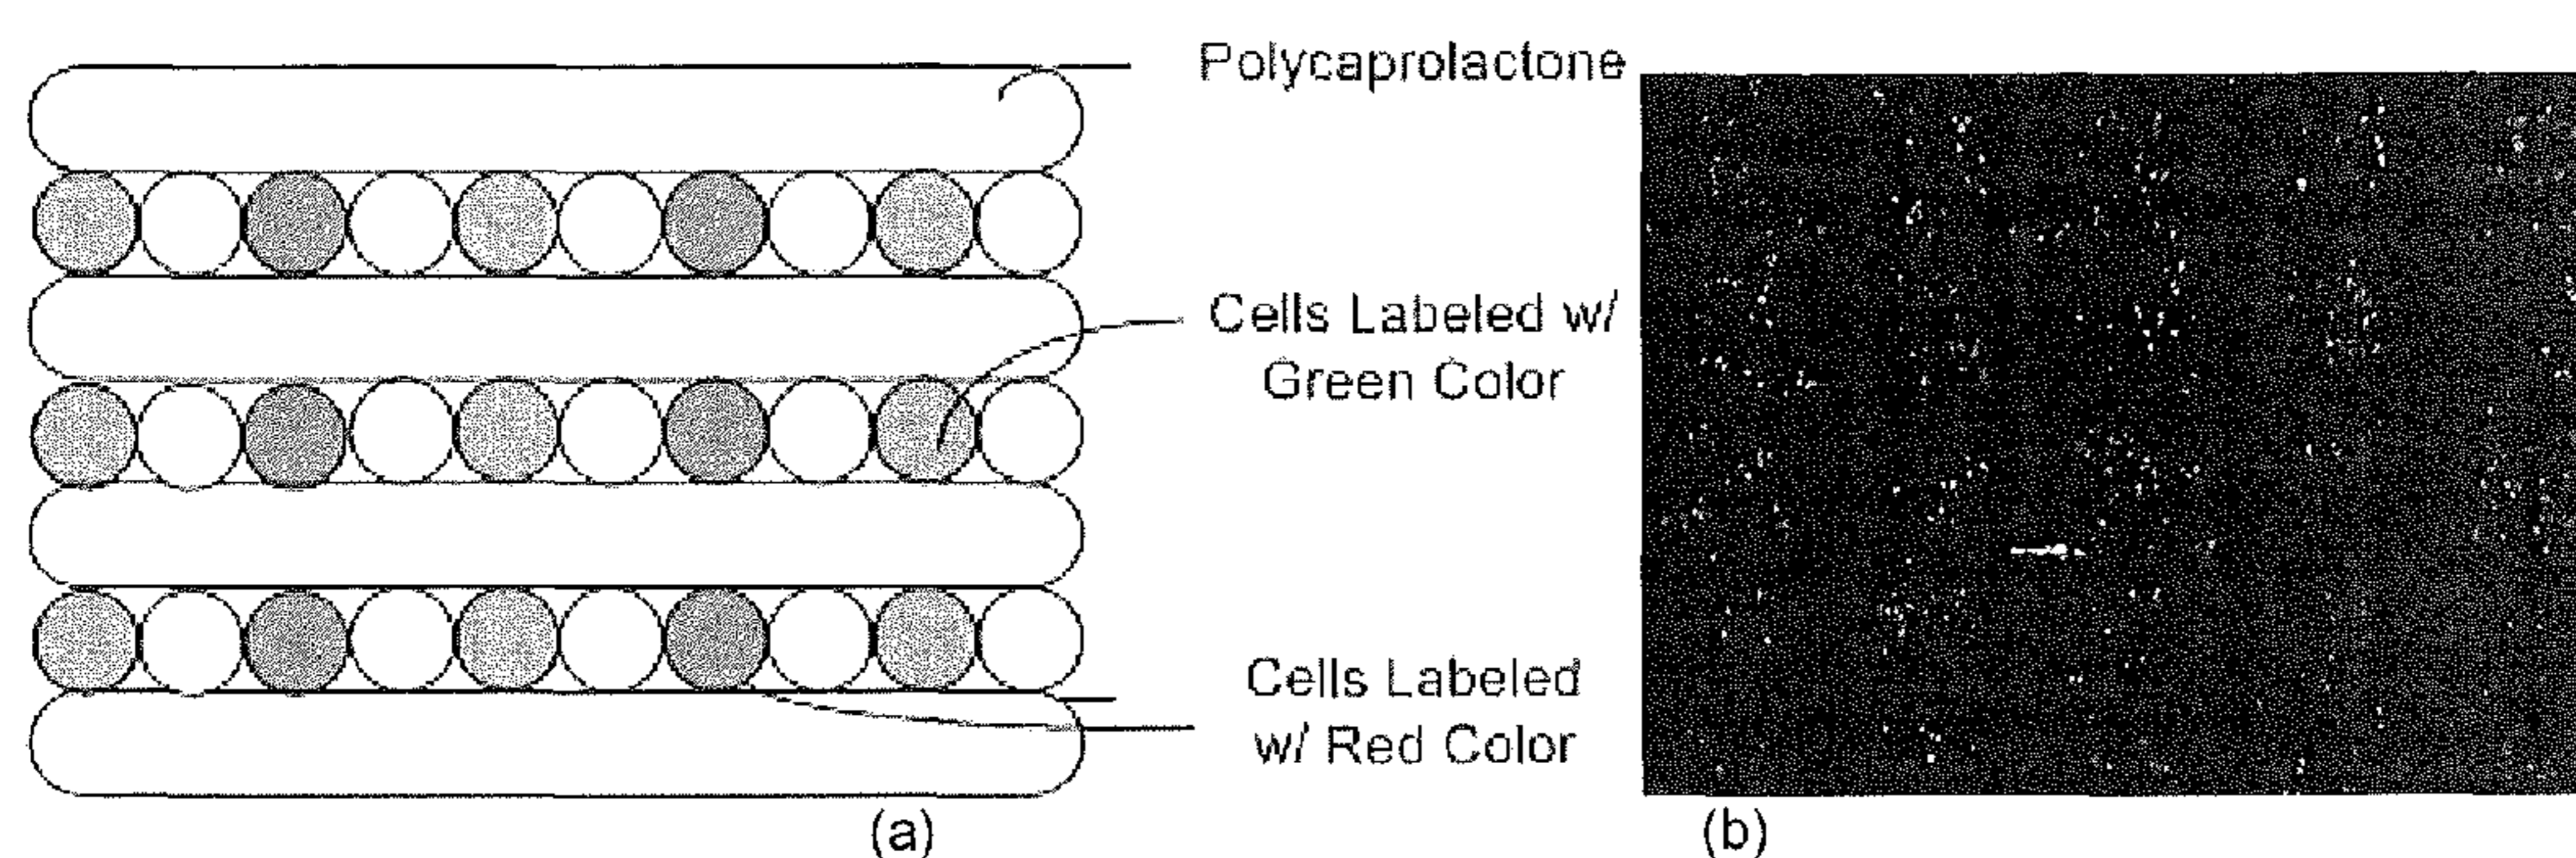 Polycaprolactone
Cells Labeled w/
Green Color
Cells Labeled
w/ Red Color
(a)
(b)